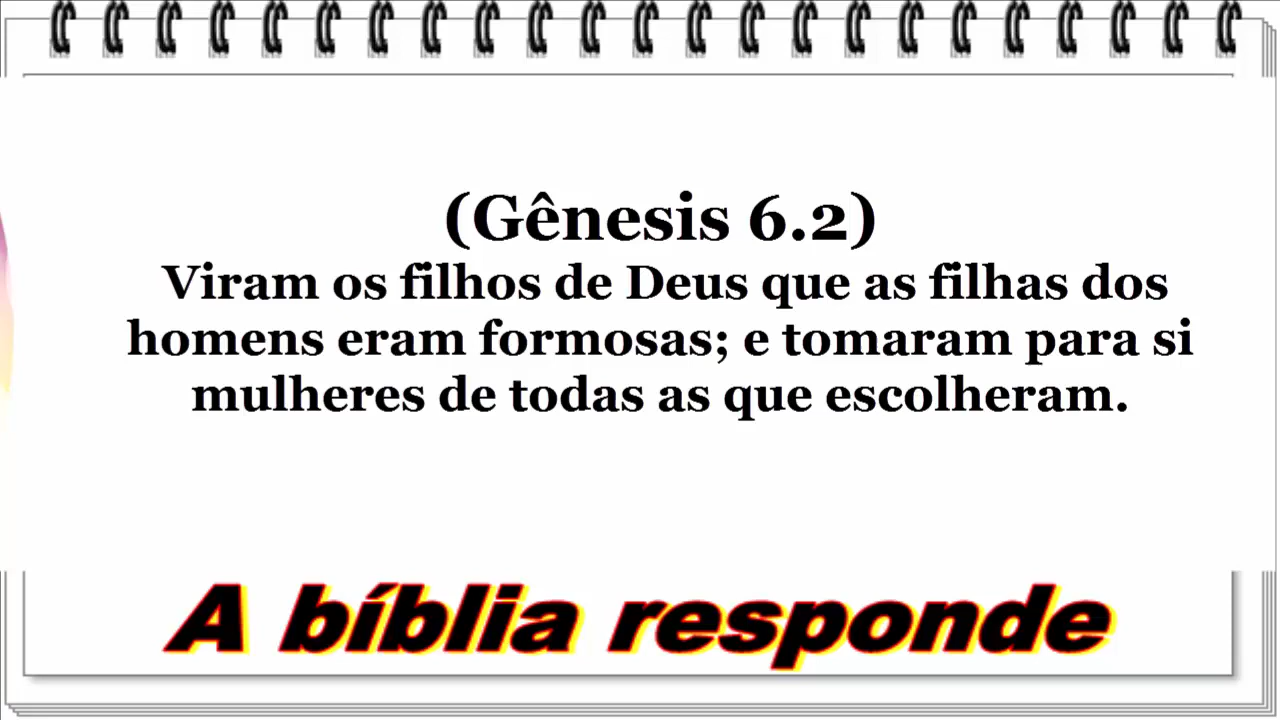 (Gênesis 6.2)
Viram os filhos de Deus que as filhas dos
homens eram formosas; e tomaram para si
mulheres de todas as que escolheram.
A bíblia responde